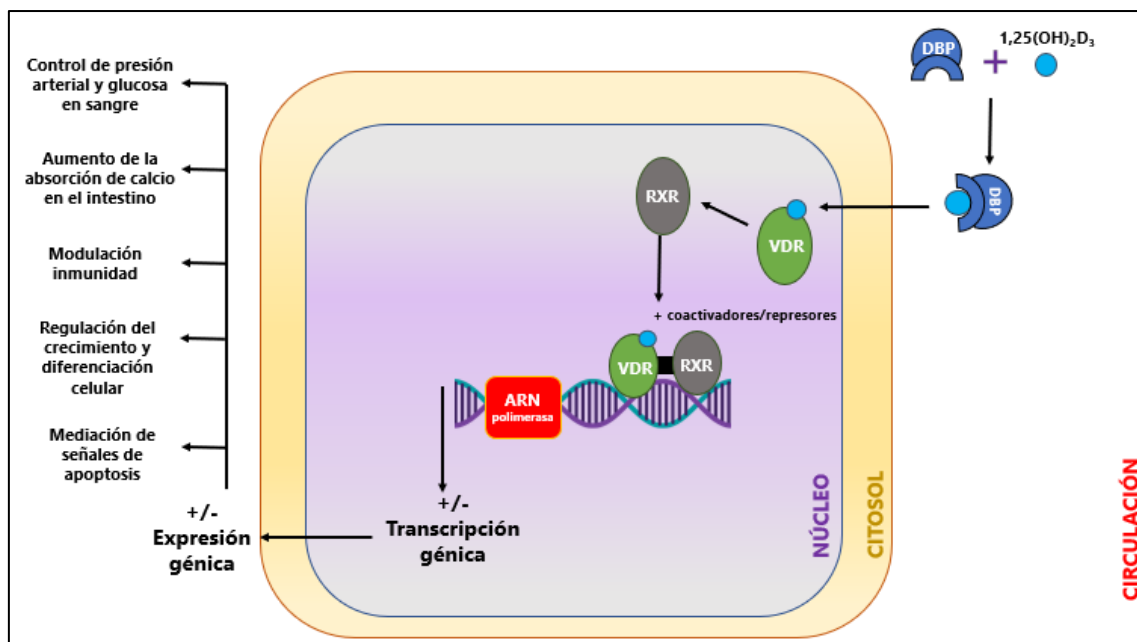 Control de presión
arterial y glucosa
en sangre
Aumento de la
absorción de calcio
en el intestino
Modulación
inmunidad
Regulación del
crecimiento y
diferenciación
celular
Mediación de
señales de
apoptosis
+/-
Expresión
génica
+/-
Transcripción
génica
ARN
polimerasa
VDR
RXR
+ coactivadores/represores
RXR
VDR
DBP
+
1,25(OH)₂D₃
DBP
NÚCLEO
CITOSOL
CIRCULACIÓN